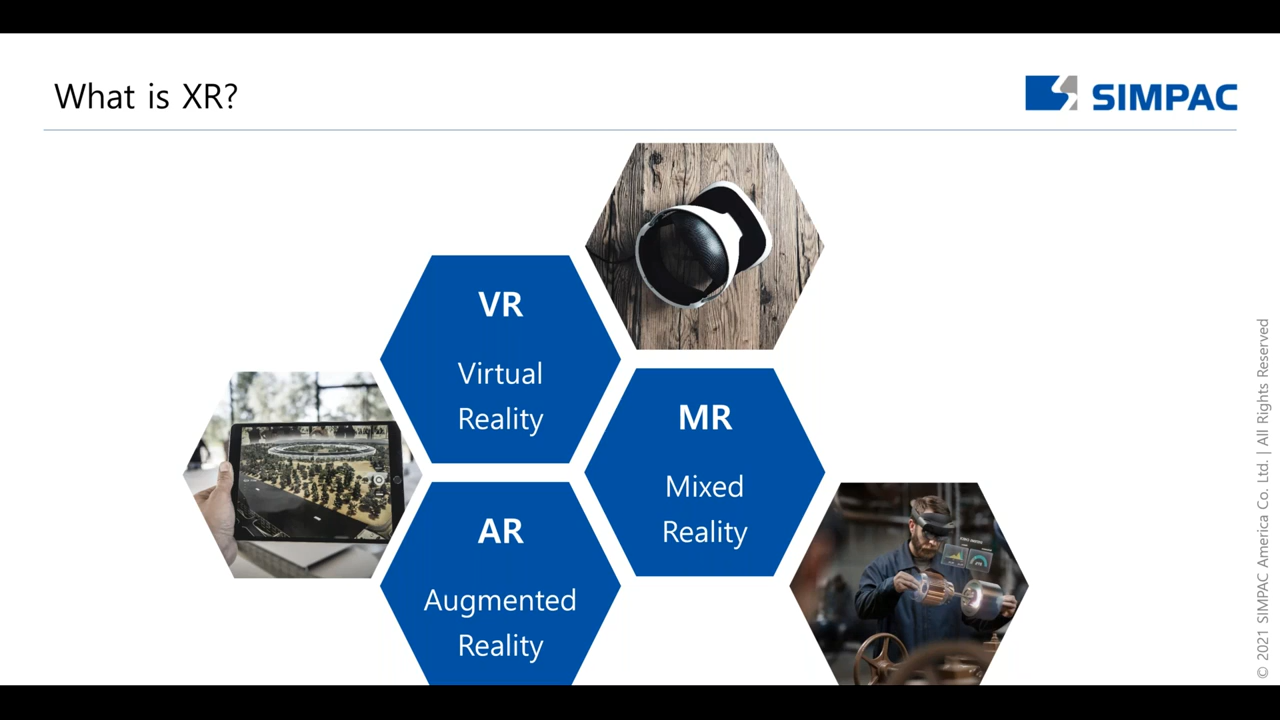 What is XR?
SIMPAC
VR
Virtual
Reality
MR
Mixed
Reality
AR
Augmented
Reality
© 2021 SIMPAC America Co. Ltd. | All Rights Reserved